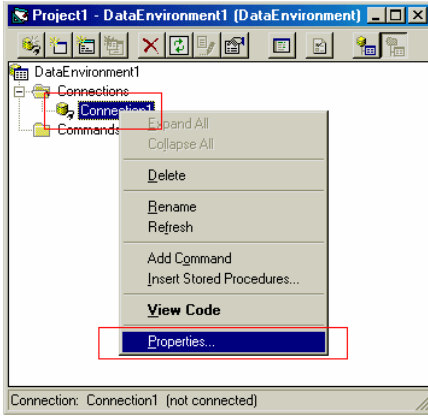 Project1 - DataEnvironment1 (DataEnvironment)
DataEnvironment1
Connections
Connection1
Commands
Expand All
Collapse All
Delete
Rename
Refresh
Add Command
Insert Stored Procedures...
View Code
Properties...
Connection: Connection1 (not connected)